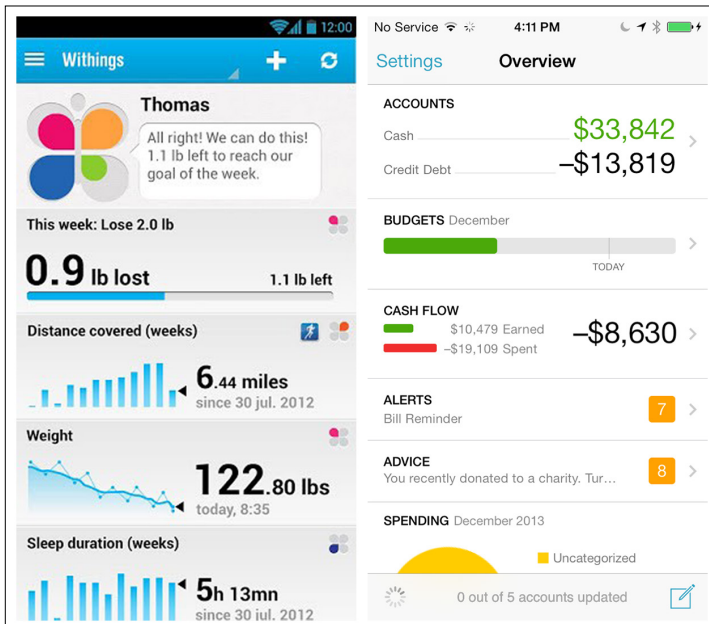 12:00
Withings
Thomas
All right! We can do this!
1.1 lb left to reach our
goal of the week.
This week: Lose 2.0 lb
0.9 lb lost
1.1 lb left
Distance covered (weeks)
6.44 miles
since 30 jul. 2012
Weight
122.80 lbs
today, 8:35
Sleep duration (weeks)
5h 13mn
since 30 jul. 2012
No Service 4:11 PM
Settings Overview
ACCOUNTS
Cash $33,842
Credit Debt –$13,819
BUDGETS December
TODAY
CASH FLOW
$10,479 Earned
–$19,109 Spent
–$8,630
ALERTS
Bill Reminder
7
ADVICE
You recently donated to a charity. Tur...
8
SPENDING December 2013
Uncategorized
0 out of 5 accounts updated